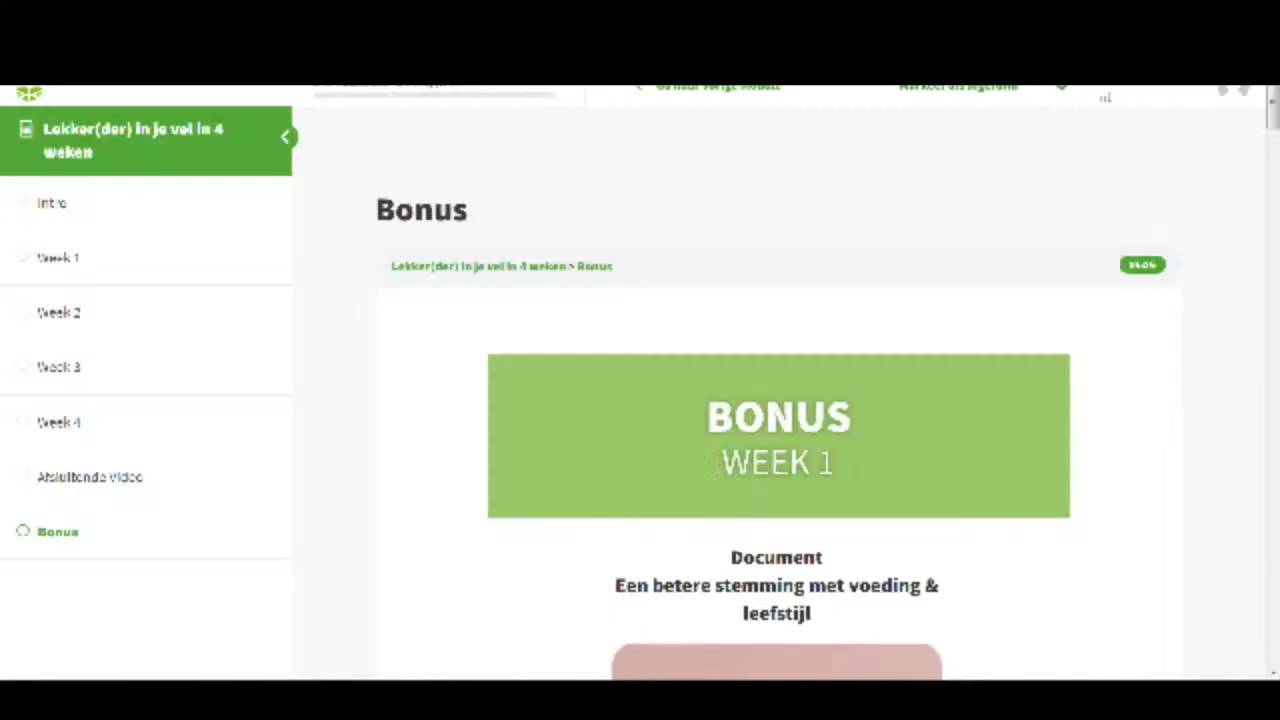 Lekker(der) in je vel in 4
weken
Intro
Week 1
Week 2
Week 3
Week 4
Afsluitende Video
Bonus
Bonus
Lekker(der) in je vel in 4 weken > Bonus
BONUS
WEEK 1
Document
Een betere stemming met voeding &
leefstijl